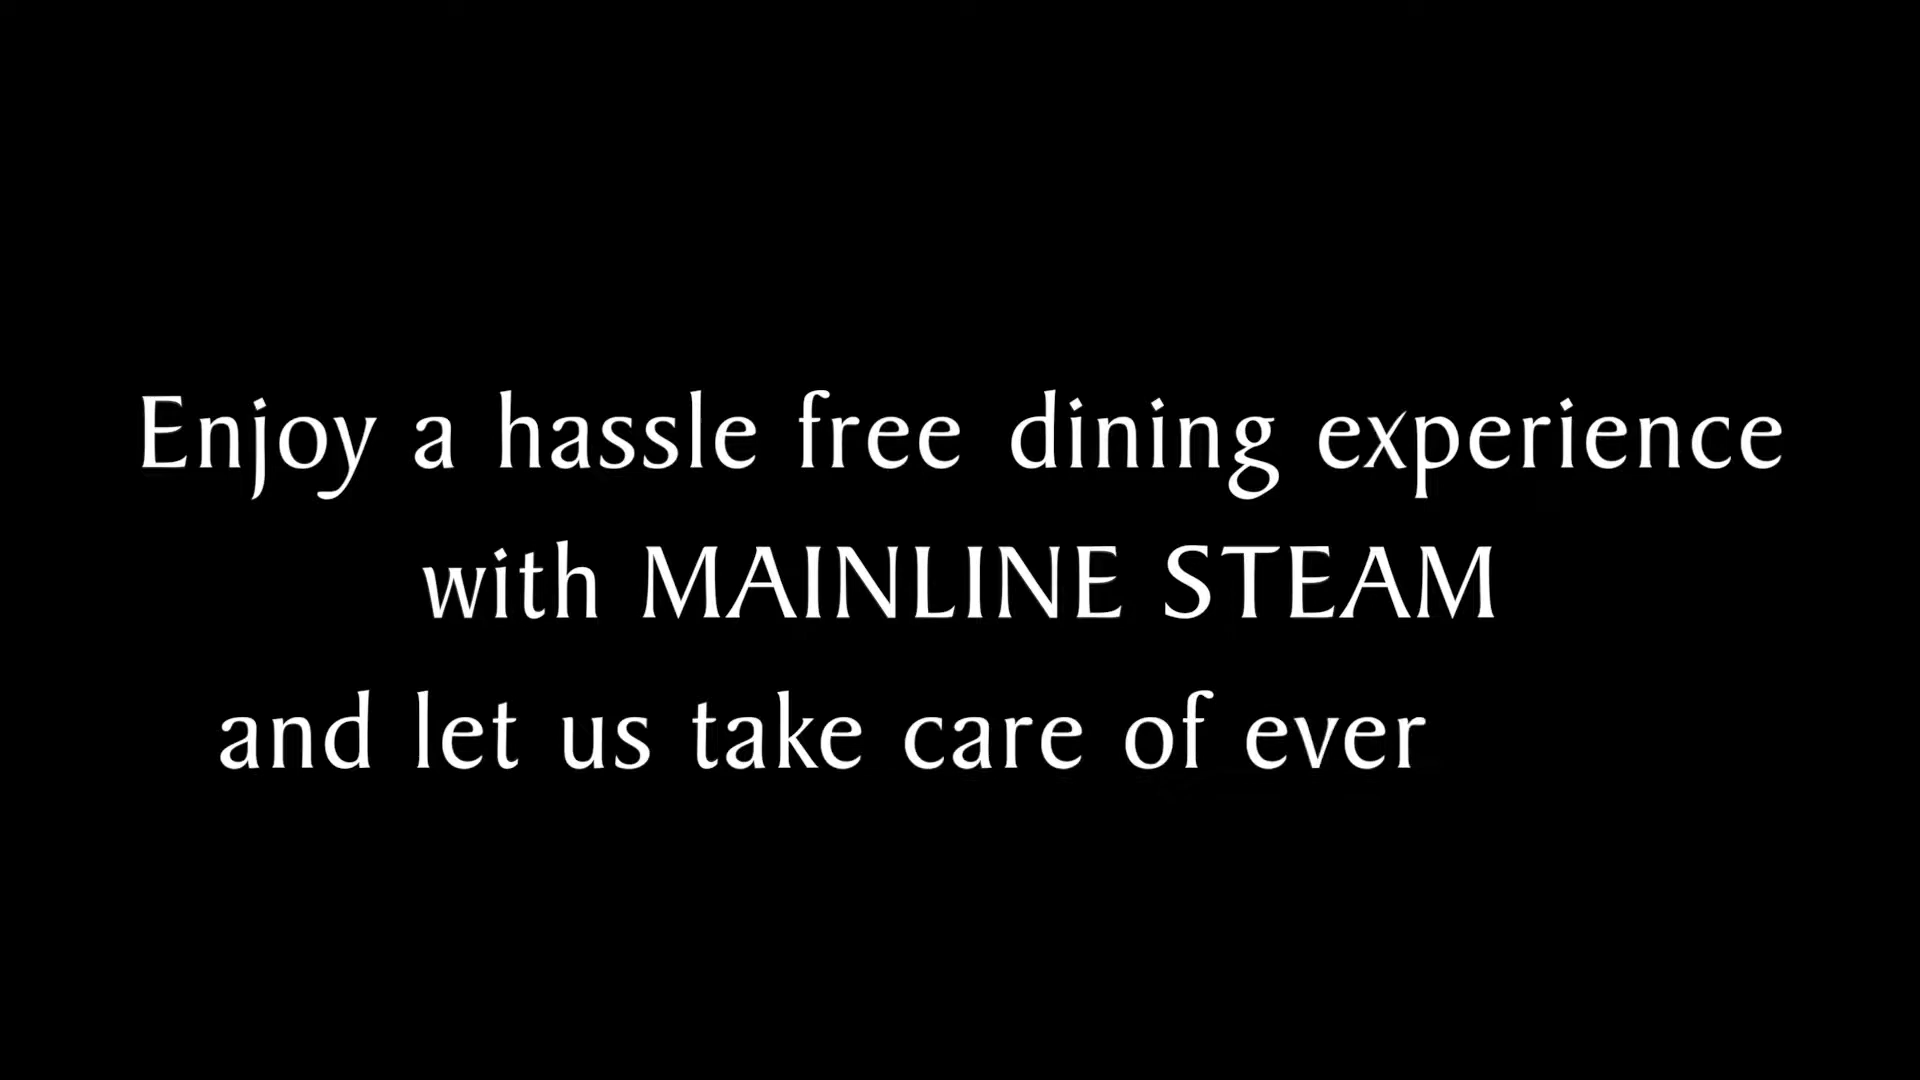 Enjoy a hassle free dining experience
with MAINLINE STEAM
and let us take care of ever